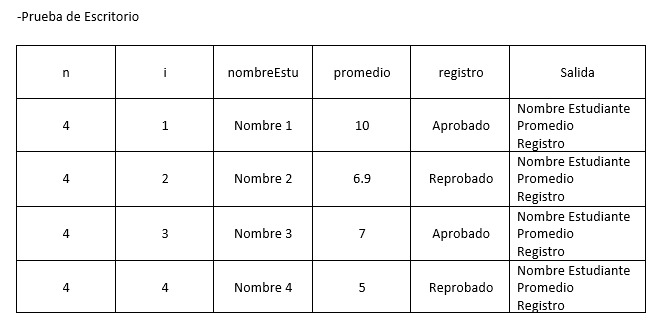 -Prueba de Escritorio
n i nombreEstu promedio registro Salida
4 1 Nombre 1 10 Aprobado Nombre Estudiante
Promedio
Registro
4 2 Nombre 2 6.9 Reprobado Nombre Estudiante
Promedio
Registro
4 3 Nombre 3 7 Aprobado Nombre Estudiante
Promedio
Registro
4 4 Nombre 4 5 Reprobado Nombre Estudiante
Promedio
Registro